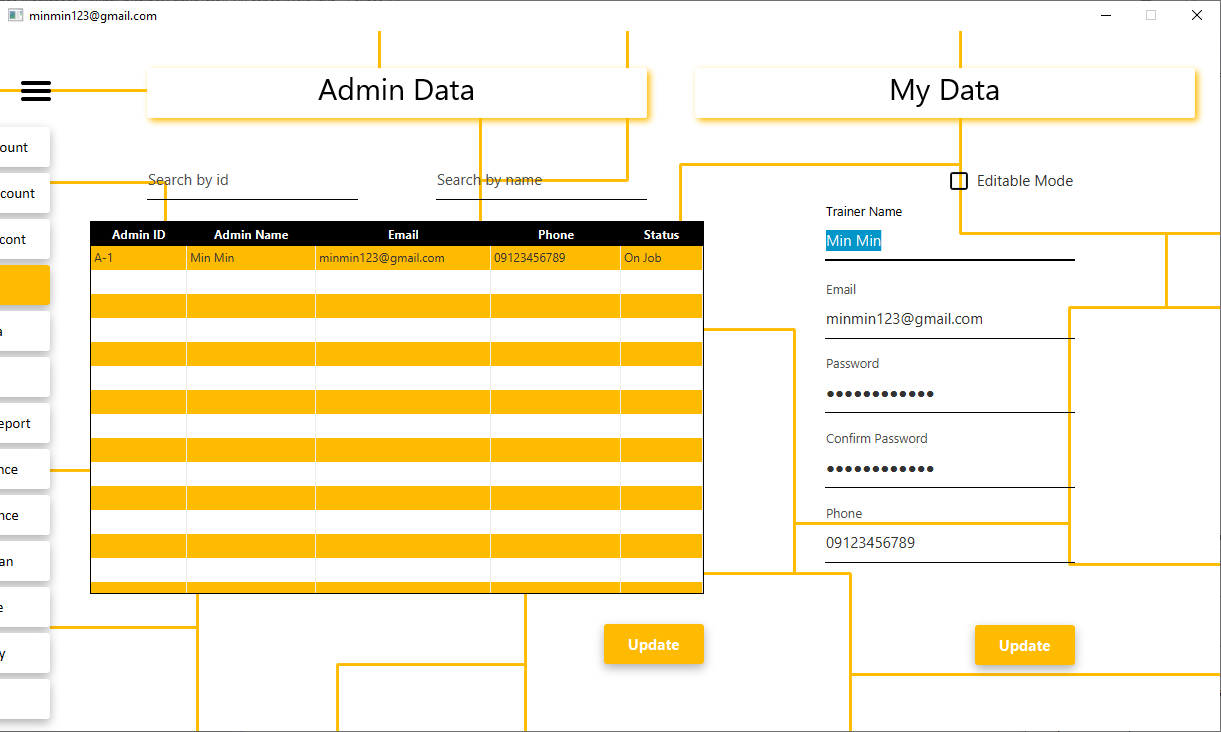 minmin123@gmail.com
Admin Data
My Data
ount
count
cont
a
eport
nce
nce
an
e
y
Search by id
Search by name
Admin ID Admin Name Email Phone Status
A-1 Min Min minmin123@gmail.com 09123456789 On Job
Update
Editable Mode
Trainer Name
Min Min
Email
minmin123@gmail.com
Password
●●●●●●●●●●●●
Confirm Password
●●●●●●●●●●●●
Phone
09123456789
Update